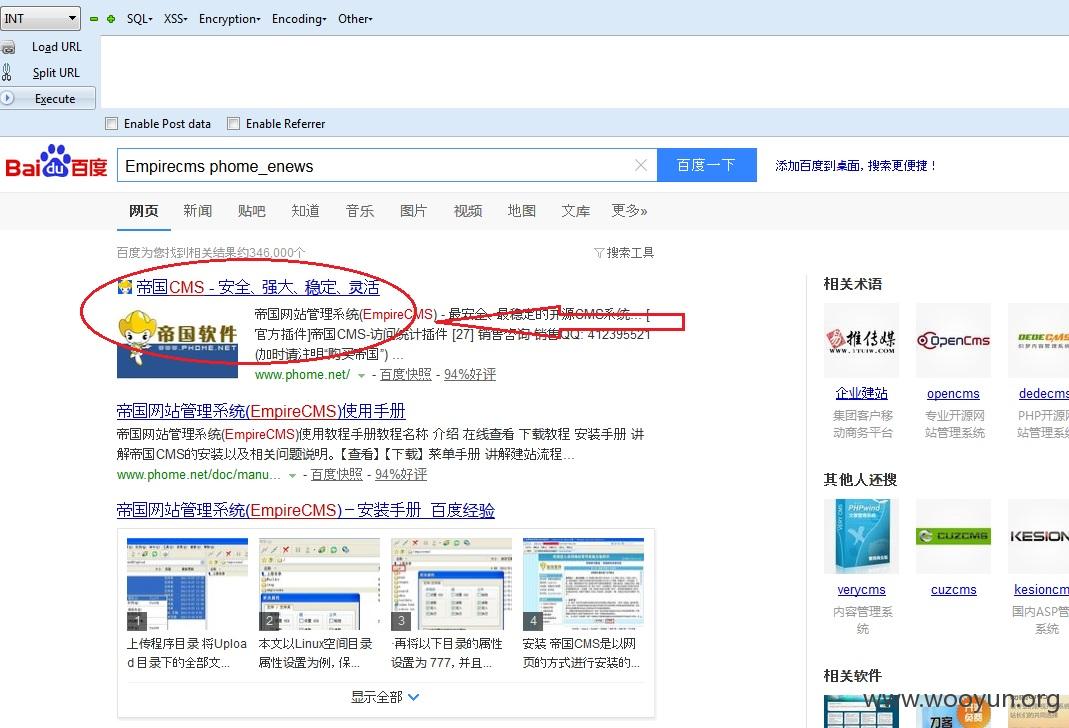 INT SQL- XSS- Encryption- Encoding- Other-
Load URL
Split URL
Execute
Enable Post data Enable Referrer
Bai du 百度 Empirecms phome_enews 百度一下 添加百度到桌面,搜索更便捷!
网页 新闻 贴吧 知道 音乐 图片 视频 地图 文库 更多»
百度为您找到相关结果约346,000个 搜索工具
帝国CMS - 安全、强大、稳定、灵活
帝国软件
WWW.PHOME.NET
帝国网站管理系统(EmpireCMS) - 最安全、最稳定的开源CMS系统... [
官方插件]帝国CMS-访问统计插件 [27] 销售咨询 销售QQ: 412395521
(加时请注明“购买帝国”) ...
www.phome.net/ - 百度快照 - 94%好评
帝国网站管理系统(EmpireCMS)使用手册
帝国网站管理系统(EmpireCMS)使用教程手册教程名称 介绍 在线查看 下载教程 安装手册 讲
解帝国CMS的安装以及相关问题说明。【查看】【下载】 菜单手册 讲解建站流程...
www.phome.net/doc/manu... - 百度快照 - 94%好评
帝国网站管理系统(EmpireCMS)－安装手册_百度经验
1 2 3 4
上传程序目录 将Uploa
d 目录下的全部文...
本文以Linux空间目录
属性设置为例, 保...
·再将以下目录的属性
设置为 777，并且...
安装 帝国CMS是以网
页的方式进行安装的...
显示全部
相关术语
推传媒
WWW.1TUIW.COM
OpenCms
DEDECMS
企业建站 opencms dedecms
集团客户移
动商务平台
专业开源网
站管理系统
PHP开源
站管理系统
其他人还搜
VERYCMS
PHPwind
CUZCMS
KESION
verycms cuzcms kesioncm
内容管理系
统
国内ASP
系统
相关软件
刀客
免费
www.wooyun.org